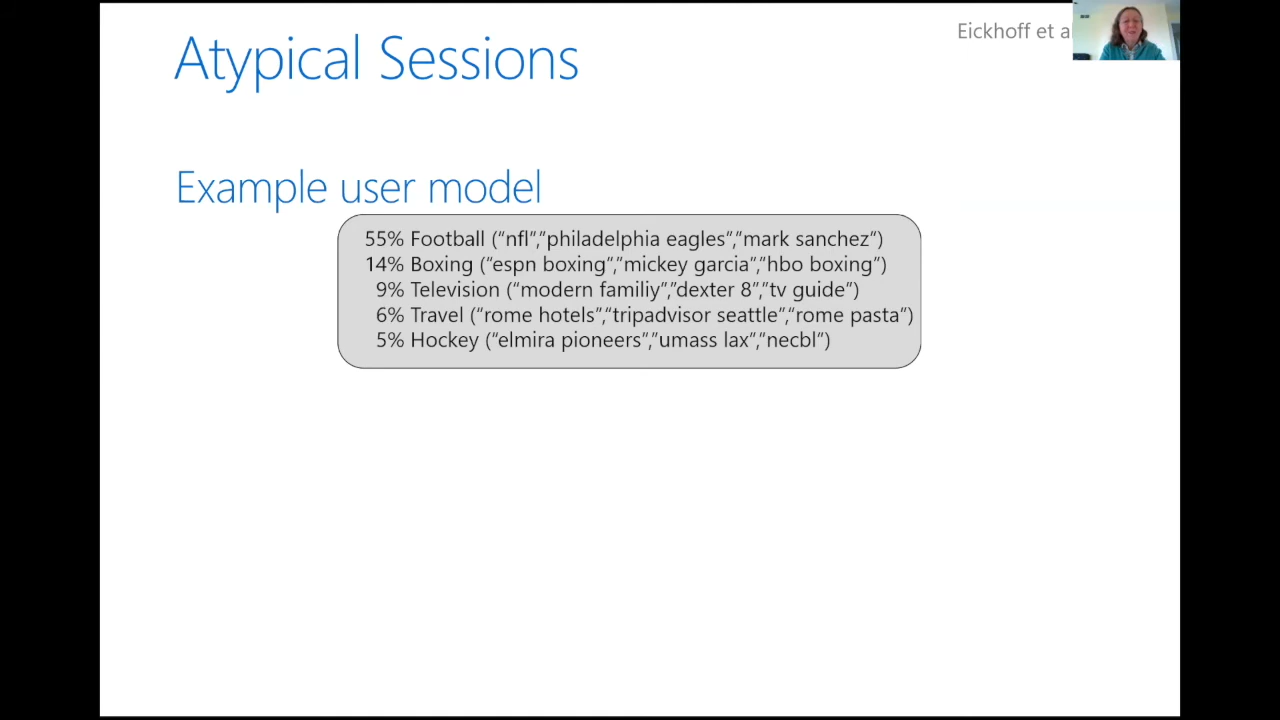 Atypical Sessions
Eickhoff et al
Example user model
55% Football (“nfl”,”philadelphia eagles”,”mark sanchez”)
14% Boxing (“espn boxing”,”mickey garcia”,”hbo boxing”)
9% Television (“modern familiy”,”dexter 8”,”tv guide”)
6% Travel (“rome hotels”,“tripadvisor seattle”,“rome pasta”)
5% Hockey (“elmira pioneers”,”umass lax”,”necbl”)